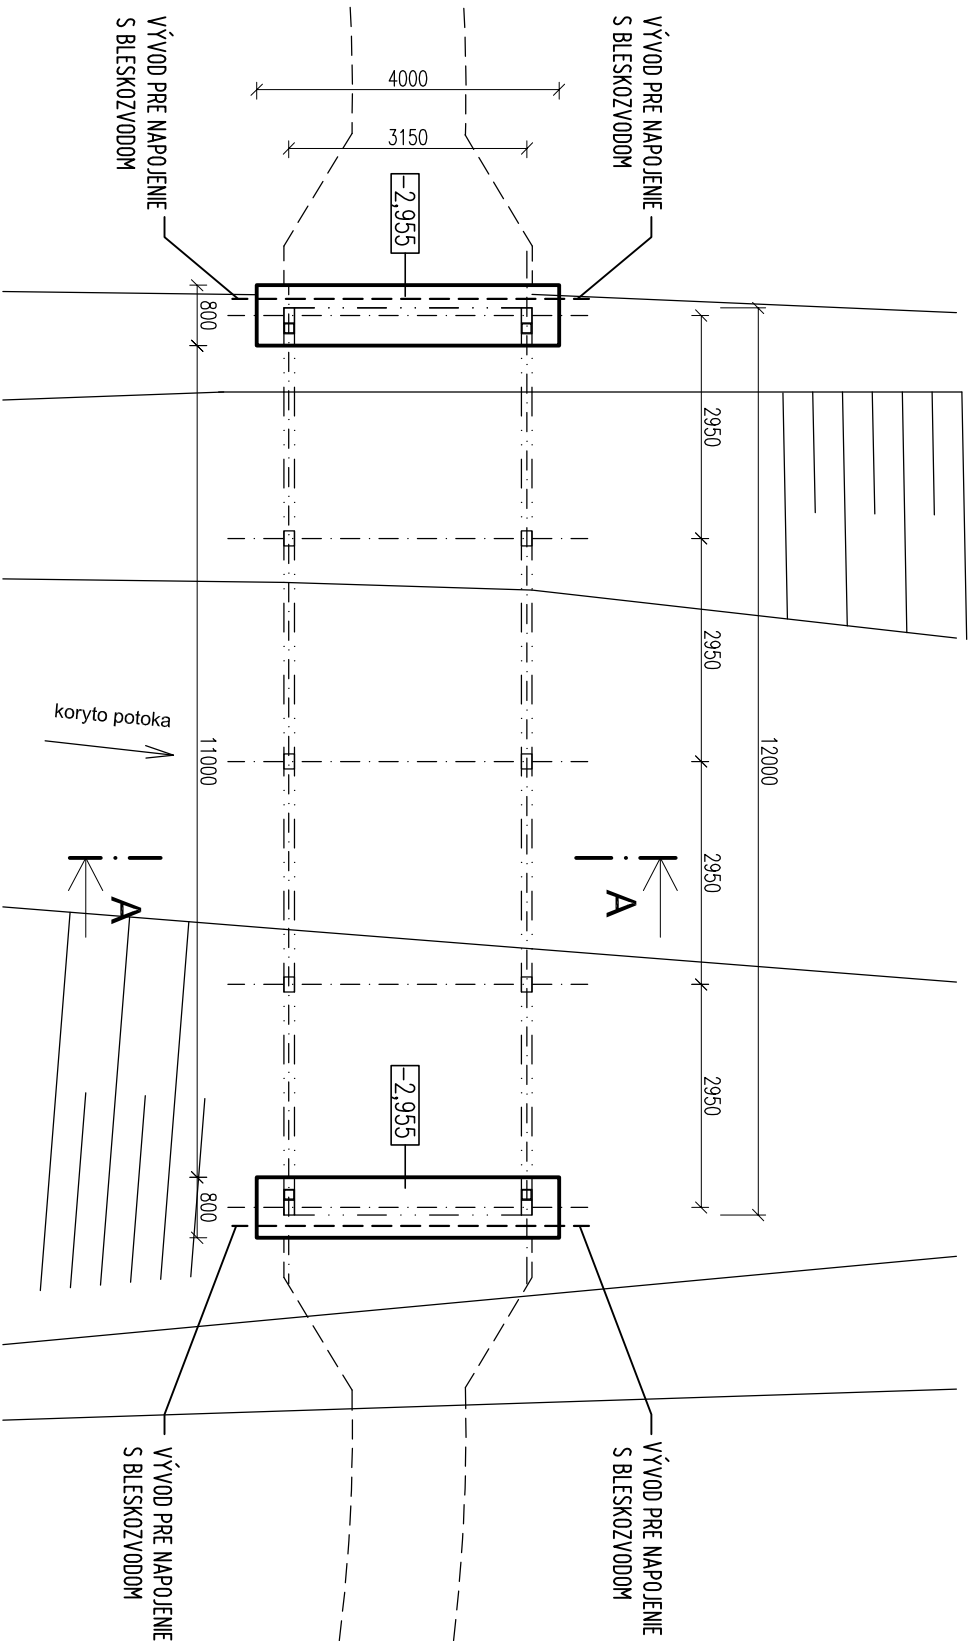 VÝVOD PRE NAPOJENIE
S BLESKOZVODOM
VÝVOD PRE NAPOJENIE
S BLESKOZVODOM
4000
3150
-2,955
800
2950
2950
12000
koryto potoka
11000
2950
A
A
2950
-2,955
800
VÝVOD PRE NAPOJENIE
S BLESKOZVODOM
VÝVOD PRE NAPOJENIE
S BLESKOZVODOM